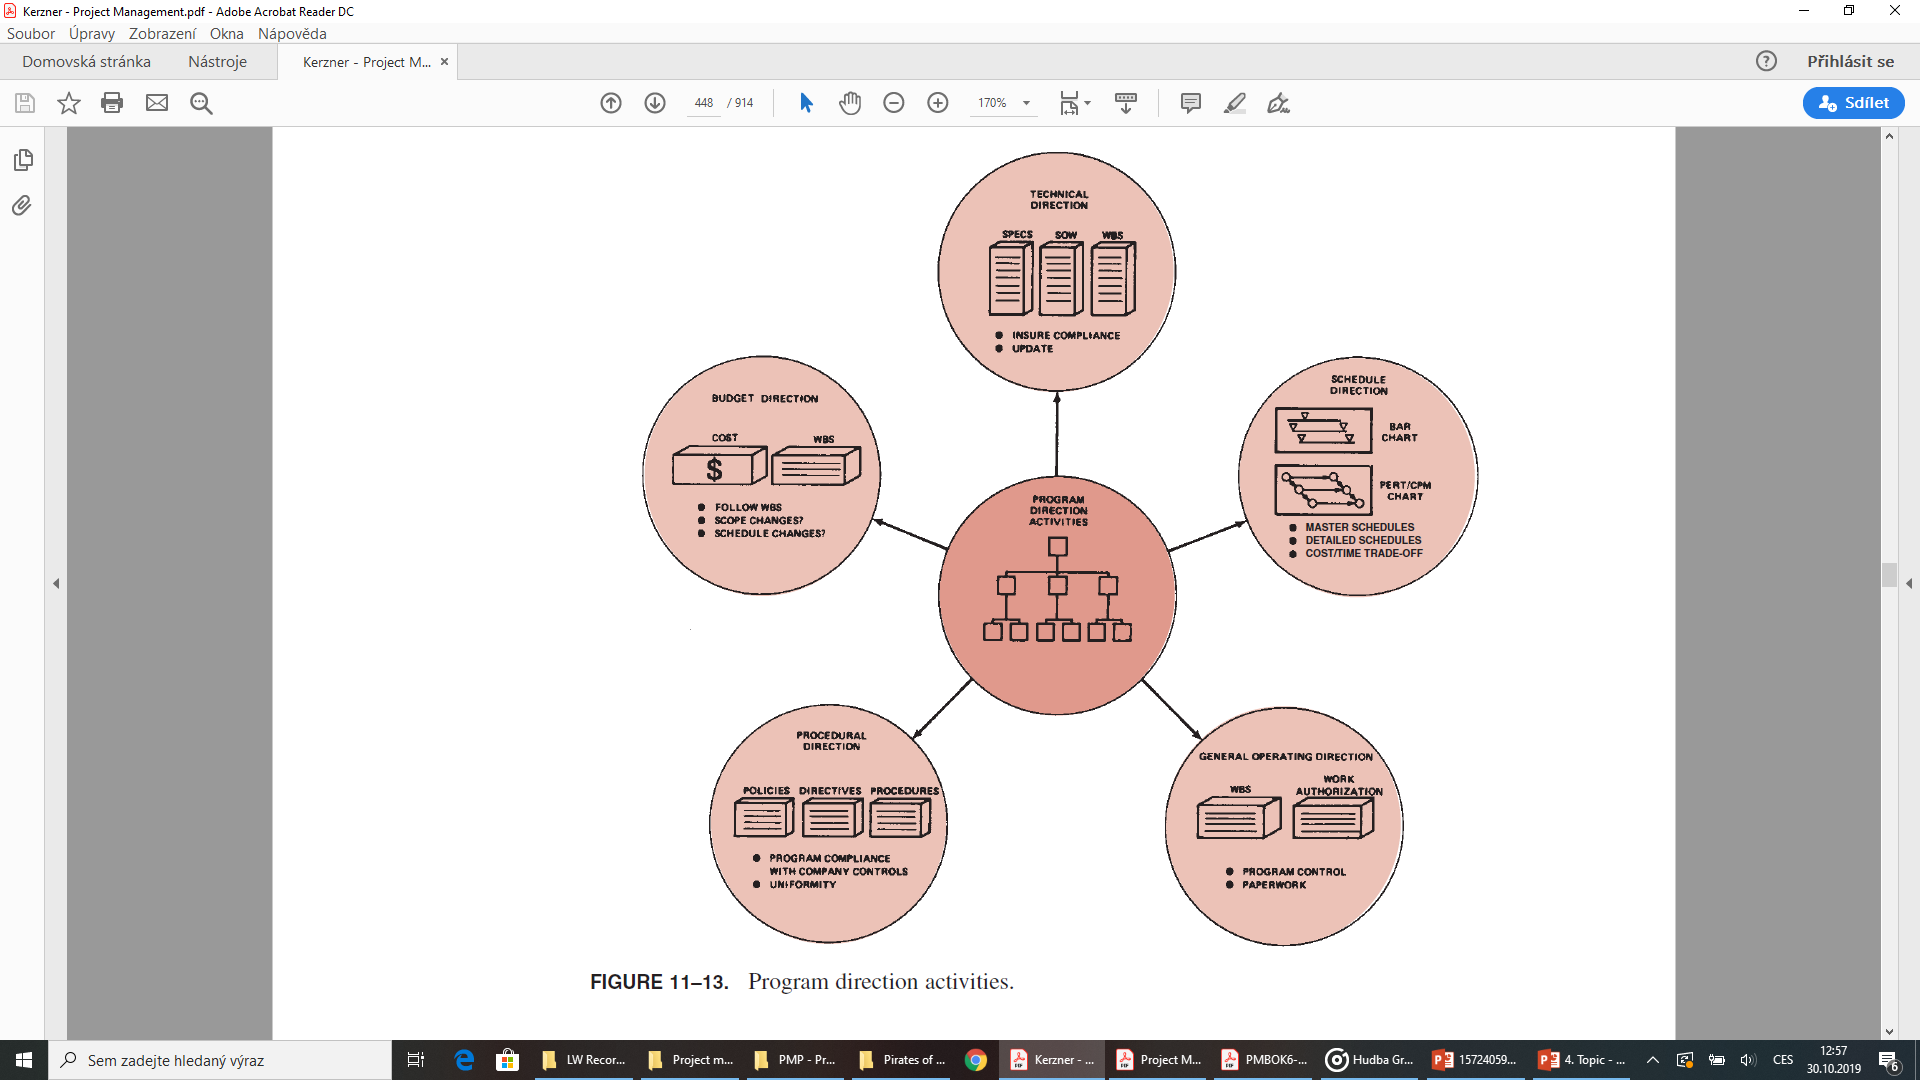 Kerzner - Project Management.pdf - Adobe Acrobat Reader DC
Soubor Úpravy Zobrazení Okna Nápověda
Domovská stránka Nástroje Kerzner - Project M... × Přihlásit se
448 / 914 170% Sdílet
TECHNICAL
DIRECTION
SPECS SOW WBS
● INSURE COMPLIANCE
● UPDATE
BUDGET DIRECTION
COST WBS
$
● FOLLOW WBS
● SCOPE CHANGES?
● SCHEDULE CHANGES?
SCHEDULE
DIRECTION
BAR
CHART
PERT/CPM
CHART
● MASTER SCHEDULES
● DETAILED SCHEDULES
● COST/TIME TRADE-OFF
PROGRAM
DIRECTION
ACTIVITIES
PROCEDURAL
DIRECTION
POLICIES DIRECTIVES PROCEDURES
● PROGRAM COMPLIANCE
WITH COMPANY CONTROLS
● UNIFORMITY
GENERAL OPERATING DIRECTION
WBS
WORK
AUTHORIZATION
● PROGRAM CONTROL
● PAPERWORK
FIGURE 11–13. Program direction activities.
Sem zadejte hledaný výraz
LW Recor... Project m... PMP - Pr... Pirates of ... Kerzner - ... Project M... PMBOK6-... Hudba Gr... 15724059... 4. Topic - ... CES
12:57
30.10.2019
6